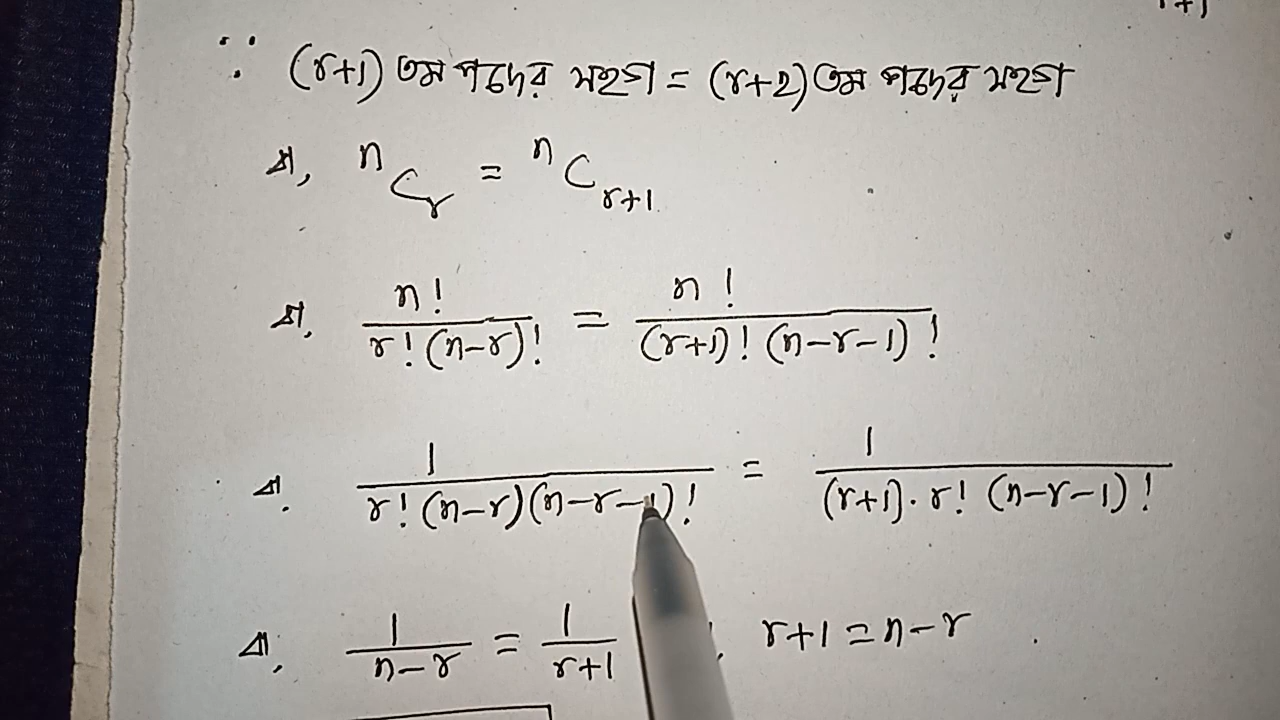 ∵ (r+1) তম পদের সহগ = (r+2) তম পদের সহগ
বা, ⁿCᵣ = ⁿCᵣ₊₁
বা, n! / r!(n-r)! = n! / (r+1)!(n-r-1)!
বা. 1 / r!(n-r)(n-r-1)! = 1 / (r+1)·r!(n-r-1)!
বা, 1 / n-r = 1 / r+1 , r+1 = n-r